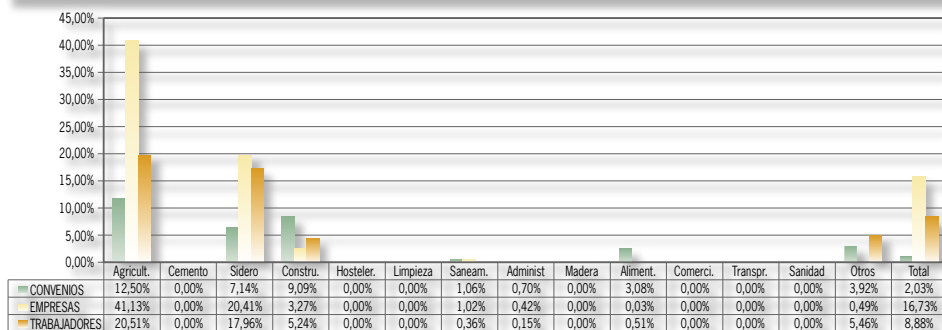 45,00%
40,00%
35,00%
30,00%
25,00%
20,00%
15,00%
10,00%
5,00%
0,00%
Agricult. Cemento Sidero Constru. Hosteler. Limpieza Saneam. Administ Madera Aliment. Comerci. Transpr. Sanidad Otros Total
CONVENIOS 12,50% 0,00% 7,14% 9,09% 0,00% 0,00% 1,06% 0,70% 0,00% 3,08% 0,00% 0,00% 0,00% 3,92% 2,03%
EMPRESAS 41,13% 0,00% 20,41% 3,27% 0,00% 0,00% 1,02% 0,42% 0,00% 0,03% 0,00% 0,00% 0,00% 0,49% 16,73%
TRABAJADORES 20,51% 0,00% 17,96% 5,24% 0,00% 0,00% 0,36% 0,15% 0,00% 0,51% 0,00% 0,00% 0,00% 5,46% 8,88%